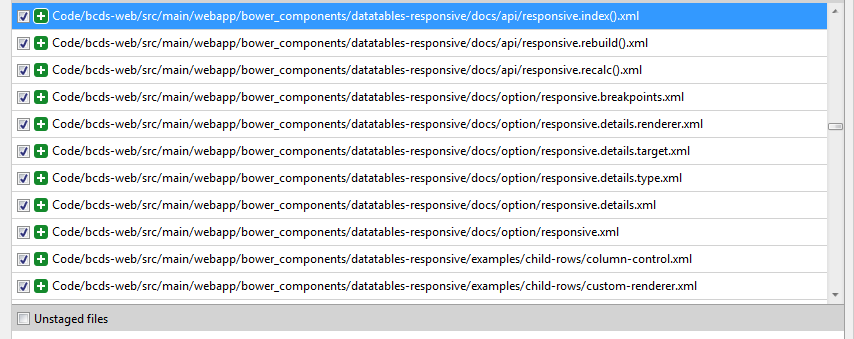 Code/bcds-web/src/main/webapp/bower_components/datatables-responsive/docs/api/responsive.index().xml
Code/bcds-web/src/main/webapp/bower_components/datatables-responsive/docs/api/responsive.rebuild().xml
Code/bcds-web/src/main/webapp/bower_components/datatables-responsive/docs/api/responsive.recalc().xml
Code/bcds-web/src/main/webapp/bower_components/datatables-responsive/docs/option/responsive.breakpoints.xml
Code/bcds-web/src/main/webapp/bower_components/datatables-responsive/docs/option/responsive.details.renderer.xml
Code/bcds-web/src/main/webapp/bower_components/datatables-responsive/docs/option/responsive.details.target.xml
Code/bcds-web/src/main/webapp/bower_components/datatables-responsive/docs/option/responsive.details.type.xml
Code/bcds-web/src/main/webapp/bower_components/datatables-responsive/docs/option/responsive.details.xml
Code/bcds-web/src/main/webapp/bower_components/datatables-responsive/docs/option/responsive.xml
Code/bcds-web/src/main/webapp/bower_components/datatables-responsive/examples/child-rows/column-control.xml
Code/bcds-web/src/main/webapp/bower_components/datatables-responsive/examples/child-rows/custom-renderer.xml
Unstaged files